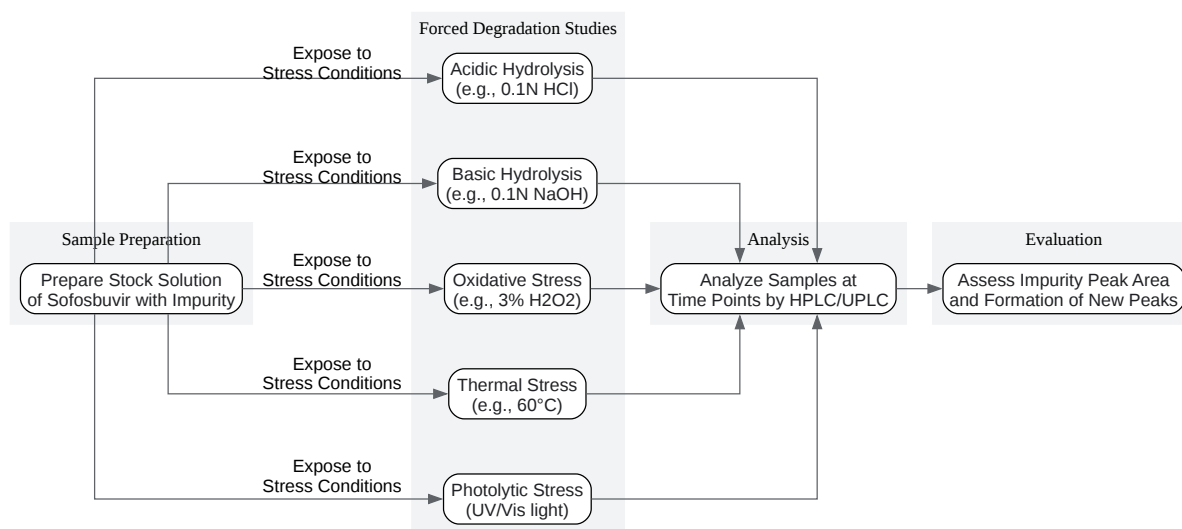 Forced Degradation Studies
Expose to
Stress Conditions
Acidic Hydrolysis
(e.g., 0.1N HCl)
Expose to
Stress Conditions
Basic Hydrolysis
(e.g., 0.1N NaOH)
Sample Preparation
Prepare Stock Solution
of Sofosbuvir with Impurity
Expose to
Stress Conditions
Oxidative Stress
(e.g., 3% H2O2)
Analysis
Analyze Samples at
Time Points by HPLC/UPLC
Evaluation
Assess Impurity Peak Area
and Formation of New Peaks
Expose to
Stress Conditions
Thermal Stress
(e.g., 60°C)
Expose to
Stress Conditions
Photolytic Stress
(UV/Vis light)